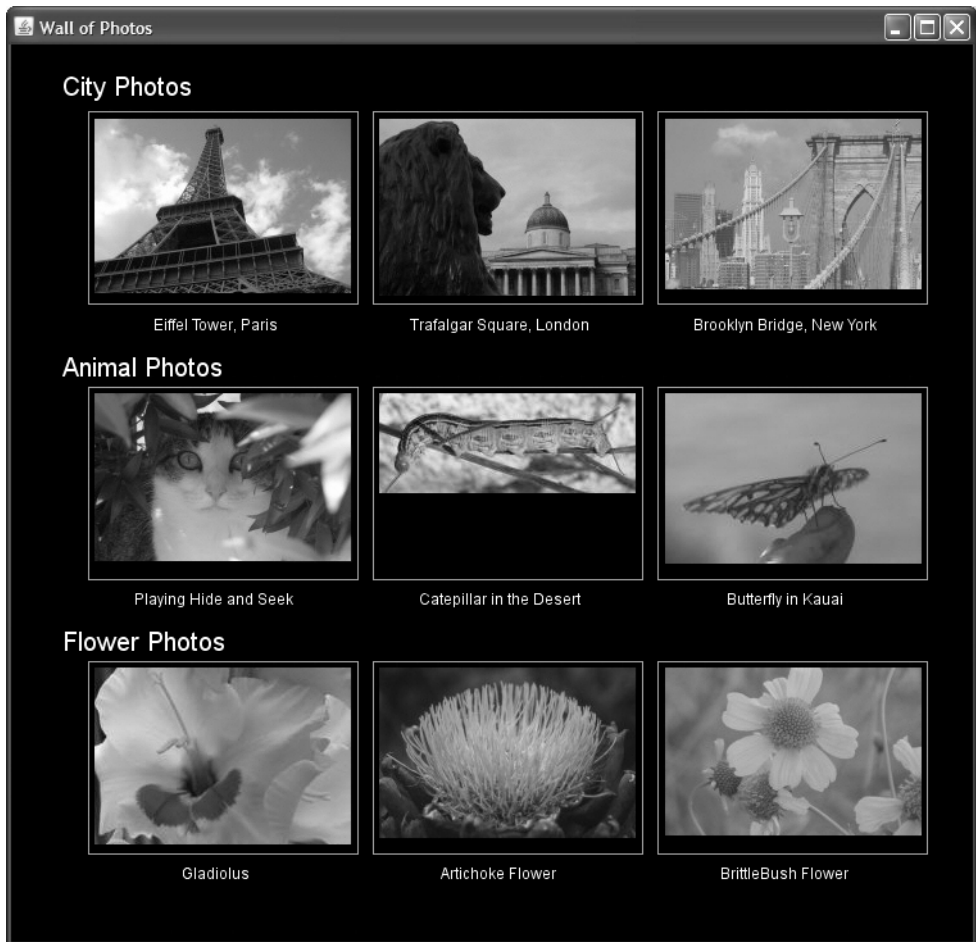 Wall of Photos
City Photos
Eiffel Tower, Paris
Trafalgar Square, London
Brooklyn Bridge, New York
Animal Photos
Playing Hide and Seek
Catepillar in the Desert
Butterfly in Kauai
Flower Photos
Gladiolus
Artichoke Flower
BrittleBush Flower